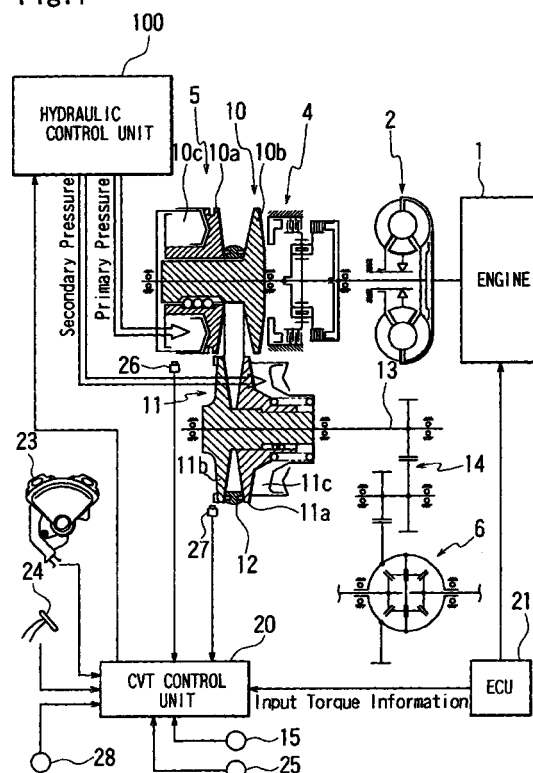 Fig.1
100
HYDRAULIC
CONTROL UNIT
5
10
4
2
1
10c
10a
10b
Secondary Pressure
Primary Pressure
ENGINE
26
11
13
23
14
11b
11c
27
12
11a
6
24
20
21
CVT CONTROL
UNIT
Input Torque Information
ECU
28
15
25